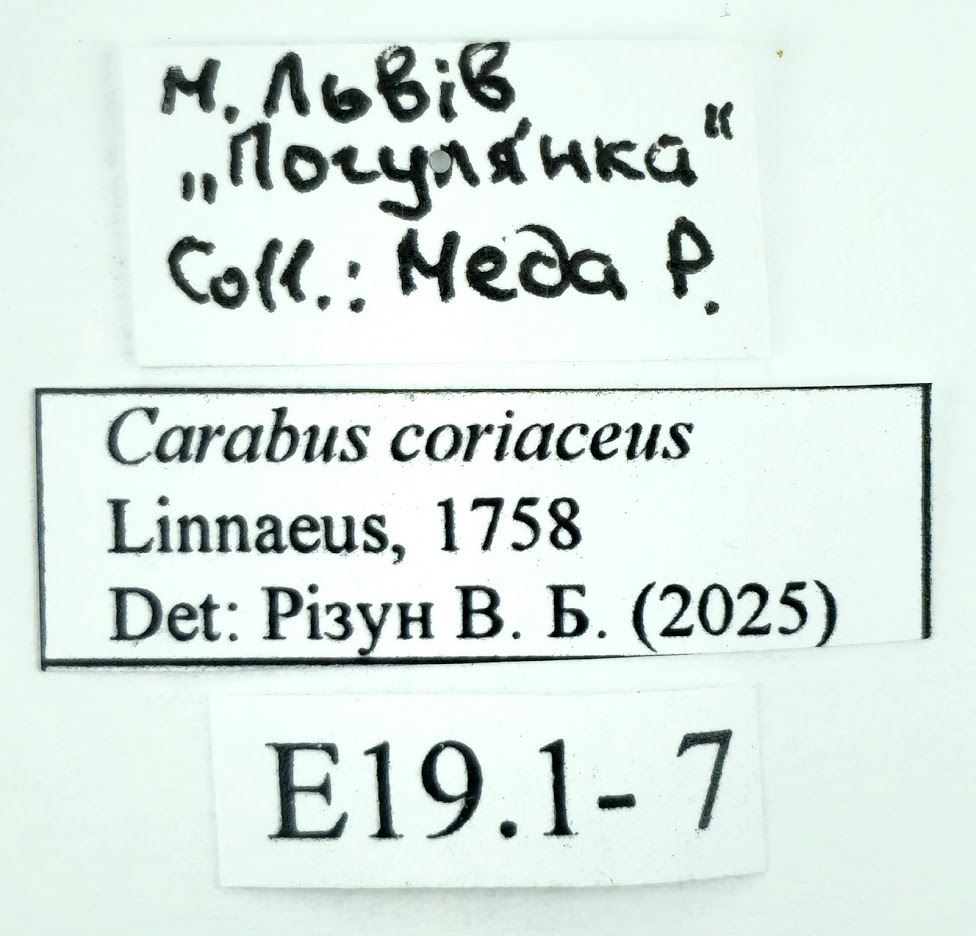 м. Львів
„Погулянка“
Coll.: Меда Р.
Carabus coriaceus
Linnaeus, 1758
Det: Різун В. Б. (2025)
E19.1- 7